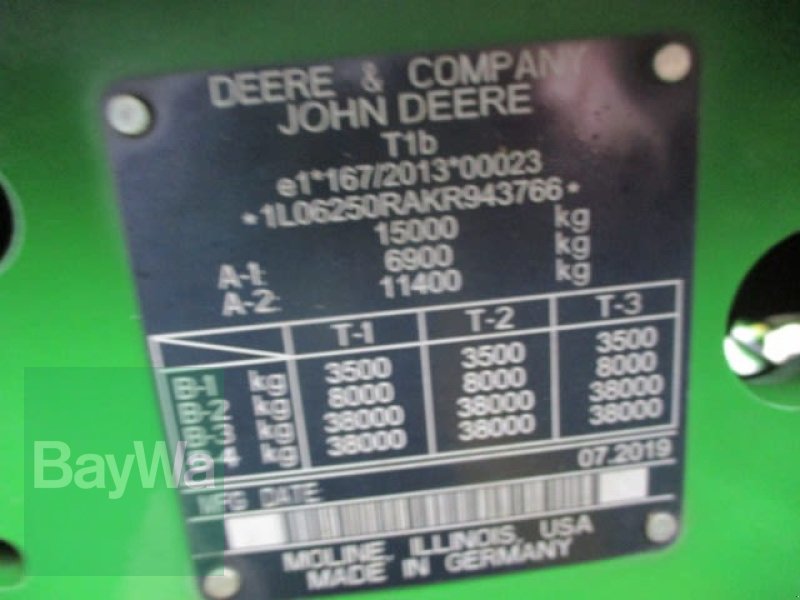 DEERE & COMPANY
JOHN DEERE
T1b
e1*167/2013*00023
*1L06250RAKR943766*
15000 kg
A-1: 6900 kg
A-2: 11400 kg
T-1 T-2 T-3
B-1 kg 3500 3500 3500
B-2 kg 8000 8000 8000
B-3 kg 38000 38000 38000
B-4 kg 38000 38000 38000
MFG DATE: 07.2019
MOLINE, ILLINOIS, USA
MADE IN GERMANY
BayWa